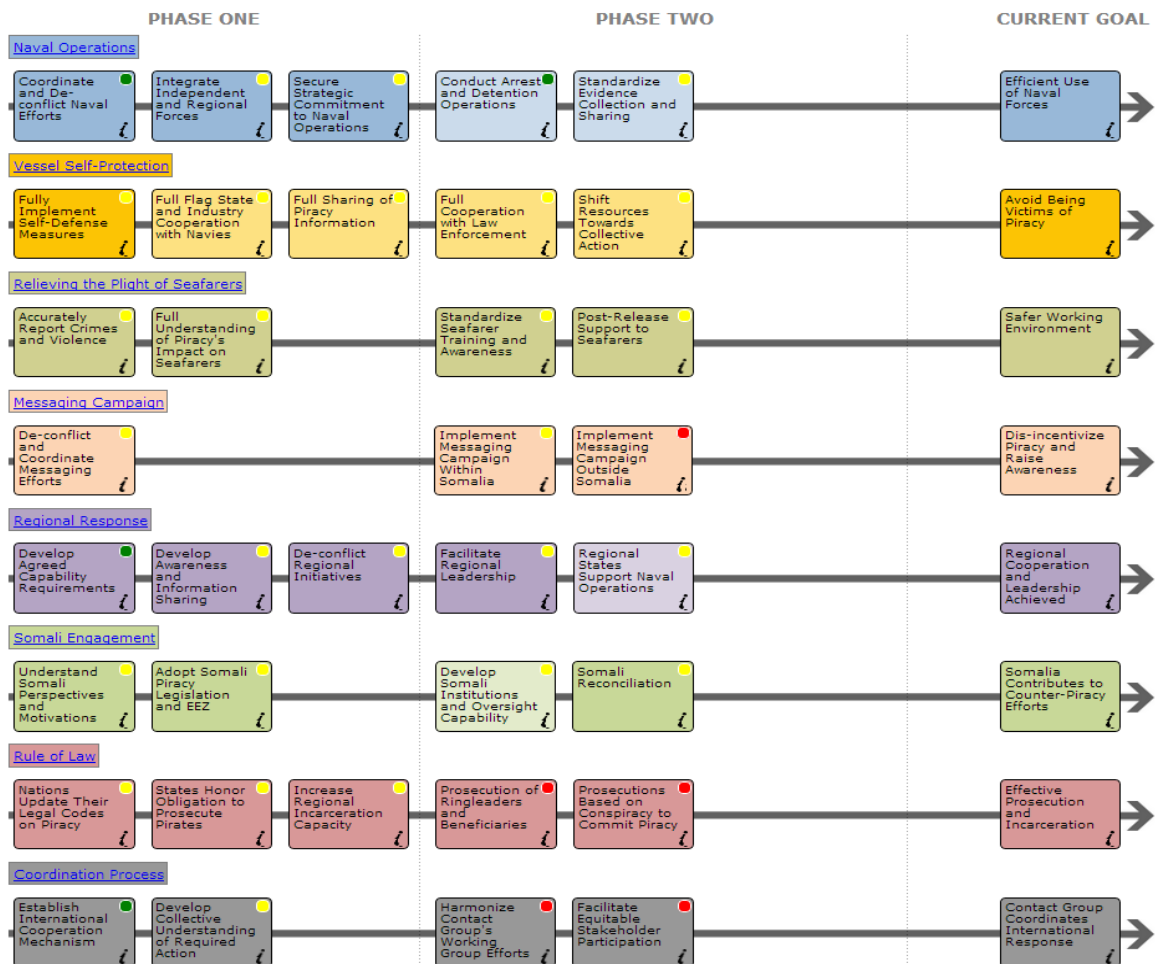 PHASE ONE
PHASE TWO
CURRENT GOAL
Naval Operations
Coordinate
and De-
conflict Naval
Efforts
i
Integrate
Independent
and Regional
Forces
i
Secure
Strategic
Commitment
to Naval
Operations
i
Conduct Arrest
and Detention
Operations
i
Standardize
Evidence
Collection and
Sharing
i
Efficient Use
of Naval
Forces
i
Vessel Self-Protection
Fully
Implement
Self-Defense
Measures
i
Full Flag State
and Industry
Cooperation
with Navies
i
Full Sharing of
Piracy
Information
i
Full
Cooperation
with Law
Enforcement
i
Shift
Resources
Towards
Collective
Action
i
Avoid Being
Victims of
Piracy
i
Relieving the Plight of Seafarers
Accurately
Report Crimes
and Violence
i
Full
Understanding
of Piracy's
Impact on
Seafarers
i
Standardize
Seafarer
Training and
Awareness
i
Post-Release
Support to
Seafarers
i
Safer Working
Environment
i
Messaging Campaign
De-conflict
and
Coordinate
Messaging
Efforts
i
Implement
Messaging
Campaign
Within
Somalia
i
Implement
Messaging
Campaign
Outside
Somalia
i
Dis-incentivize
Piracy and
Raise
Awareness
i
Regional Response
Develop
Agreed
Capability
Requirements
i
Develop
Awareness
and
Information
Sharing
i
De-conflict
Regional
Initiatives
i
Facilitate
Regional
Leadership
i
Regional
States
Support Naval
Operations
i
Regional
Cooperation
and
Leadership
Achieved
i
Somali Engagement
Understand
Somali
Perspectives
and
Motivations
i
Adopt Somali
Piracy
Legislation
and EEZ
i
Develop
Somali
Institutions
and Oversight
Capability
i
Somali
Reconciliation
i
Somalia
Contributes to
Counter-Piracy
Efforts
i
Rule of Law
Nations
Update Their
Legal Codes
on Piracy
i
States Honor
Obligation to
Prosecute
Pirates
i
Increase
Regional
Incarceration
Capacity
i
Prosecution of
Ringleaders
and
Beneficiaries
i
Prosecutions
Based on
Conspiracy to
Commit Piracy
i
Effective
Prosecution
and
Incarceration
i
Coordination Process
Establish
International
Cooperation
Mechanism
i
Develop
Collective
Understanding
of Required
Action
i
Harmonize
Contact
Group's
Working
Group Efforts
i
Facilitate
Equitable
Stakeholder
Participation
i
Contact Group
Coordinates
International
Response
i